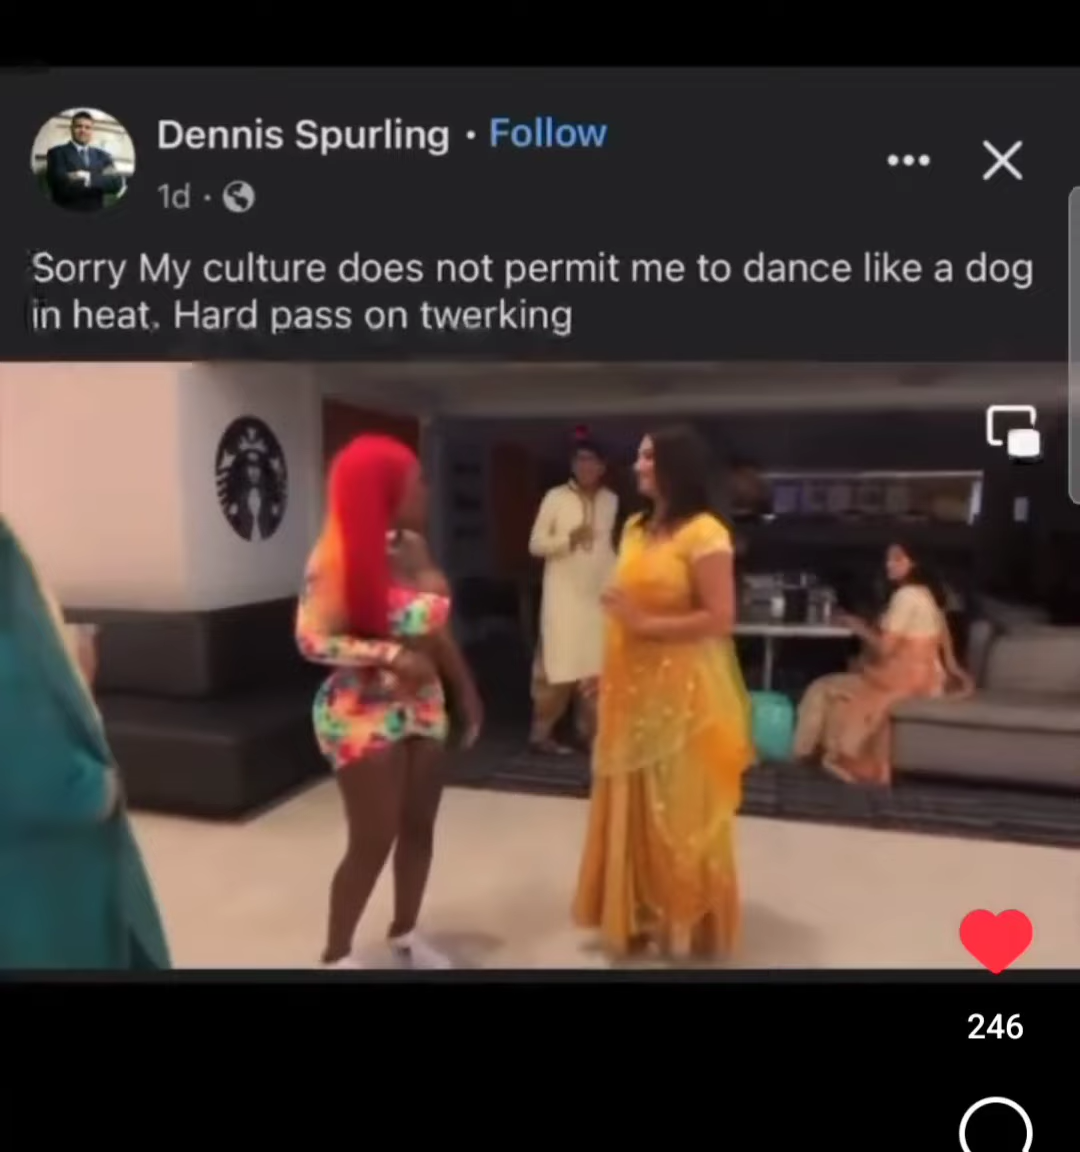 Dennis Spurling · Follow
1d ·
Sorry My culture does not permit me to dance like a dog
in heat. Hard pass on twerking
246